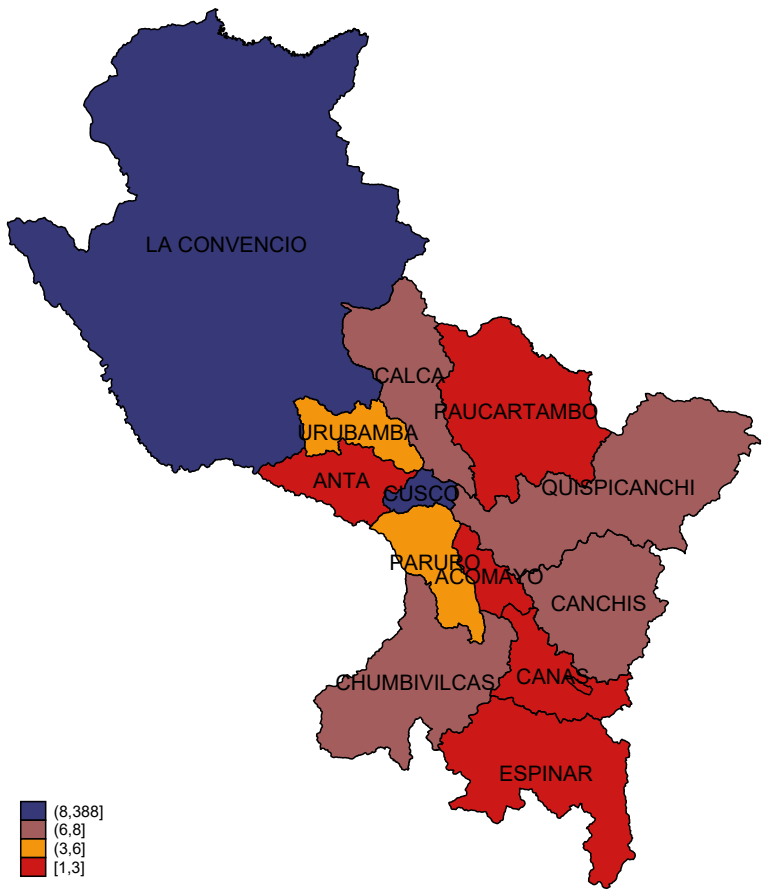 LA CONVENCIO
CALCA
PAUCARTAMBO
URUBAMBA
ANTA
CUSCO
QUISPICANCHI
PARURO
ACOMAYO
CANCHIS
CHUMBIVILCAS
CANAS
ESPINAR
(8,388]
(6,8]
(3,6]
[1,3]